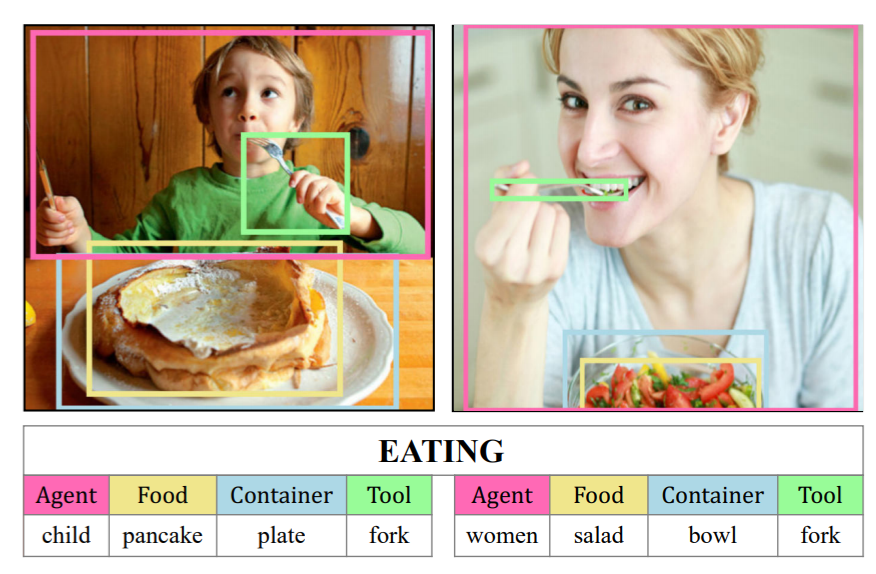 EATING
Agent Food Container Tool Agent Food Container Tool
child pancake plate fork women salad bowl fork